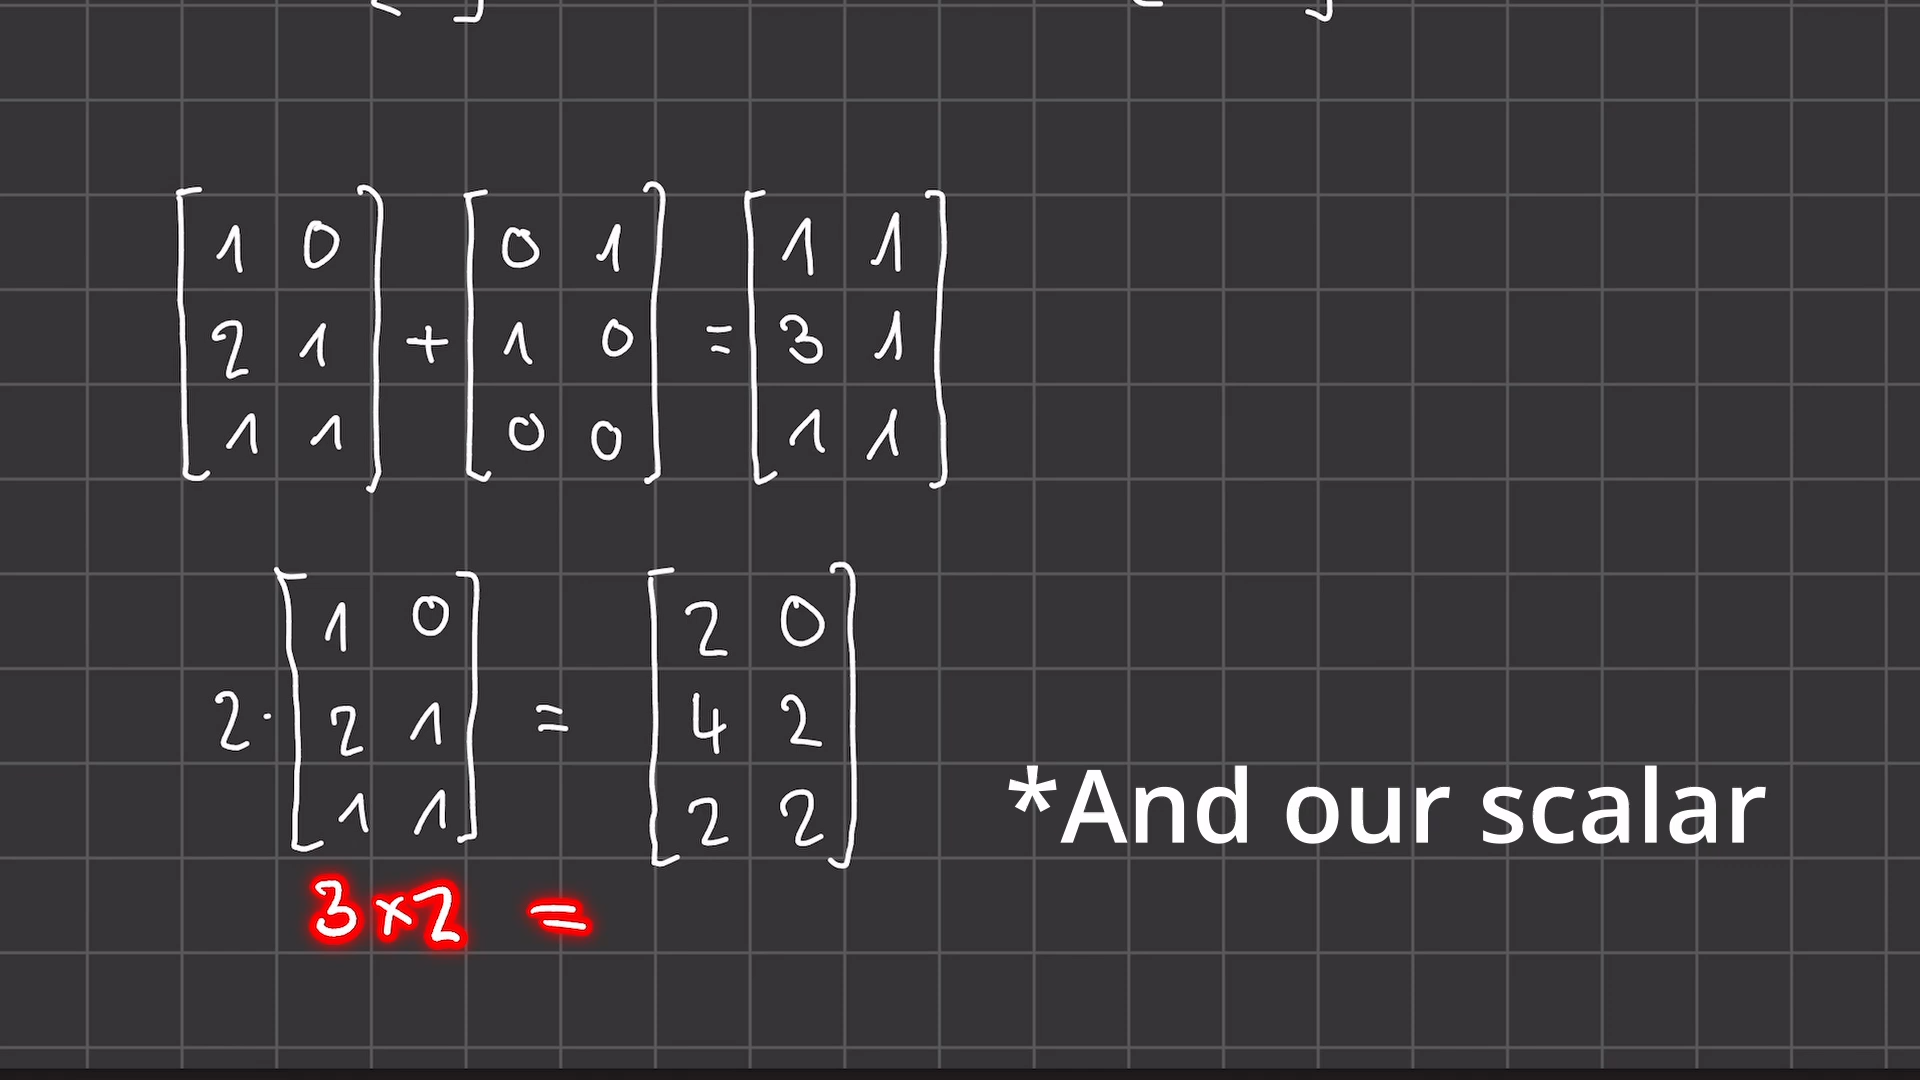 [1 0] + [0 1] = [1 1]
[2 1] [1 0] [3 1]
[1 1] [0 0] [1 1]
2· [1 0] = [2 0]
[2 1] [4 2]
[1 1] [2 2]
*And our scalar
3×2 =